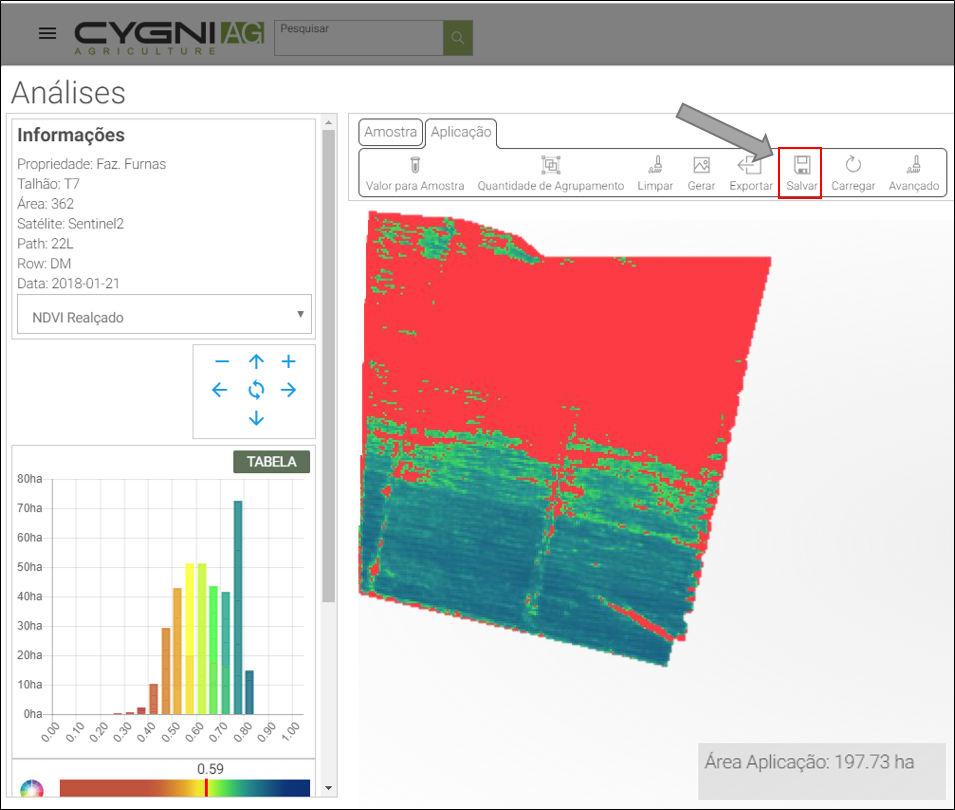 CYGNI AG
AGRICULTURE
Pesquisar
Análises
Informações
Propriedade: Faz. Furnas
Talhão: T7
Área: 362
Satélite: Sentinel2
Path: 22L
Row: DM
Data: 2018-01-21
NDVI Realçado
TABELA
80ha
70ha
60ha
50ha
40ha
30ha
20ha
10ha
0ha
0.00 0.10 0.20 0.30 0.40 0.50 0.60 0.70 0.80 0.90 1.00
0.59
Amostra Aplicação
Valor para Amostra Quantidade de Agrupamento Limpar Gerar Exportar Salvar Carregar Avançado
Área Aplicação: 197.73 ha